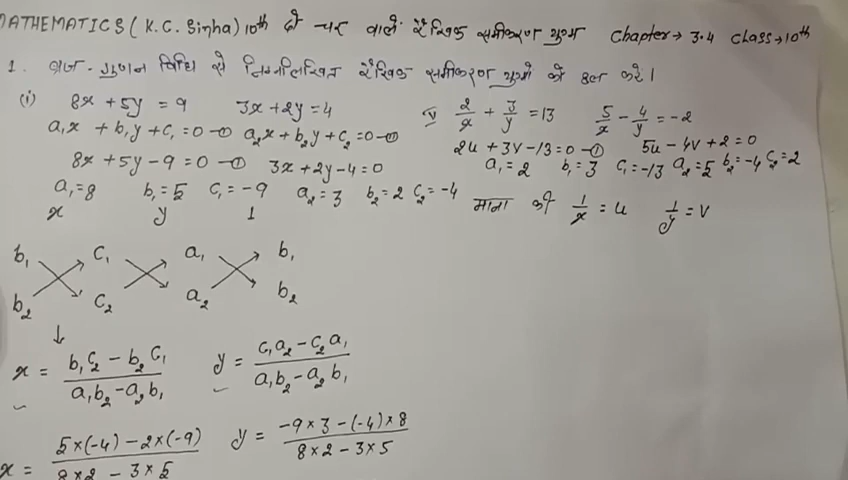 MATHEMATICS (K.C. Sinha) 10th दो चर वाले रैखिक समीकरण युग्म Chapter → 3.4 Class → 10th
1. वज्र-गुणन विधि से निम्नलिखित रैखिक समीकरण युग्मो को हल करे।
(i) 8x + 5y = 9 3x + 2y = 4
a₁x + b₁y + c₁ = 0 - ① a₂x + b₂y + c₂ = 0 - ②
8x + 5y - 9 = 0 - ① 3x + 2y - 4 = 0
a₁ = 8 b₁ = 5 c₁ = -9 a₂ = 3 b₂ = 2 c₂ = -4
x y 1
v 2/x + 3/y = 13 5/x - 4/y = -2
2u + 3v - 13 = 0 - ① 5u - 4v + 2 = 0
a₁ = 2 b₁ = 3 c₁ = -13 a₂ = 5 b₂ = -4 c₂ = 2
माना की 1/x = u 1/y = v
b₁ c₁ a₁ b₁
b₂ c₂ a₂ b₂
x = (b₁c₂ - b₂c₁)/(a₁b₂ - a₂b₁) y = (c₁a₂ - c₂a₁)/(a₁b₂ - a₂b₁)
x = (5×(-4) - 2×(-9))/(8×2 - 3×5) y = (-9×3 - (-4)×8)/(8×2 - 3×5)